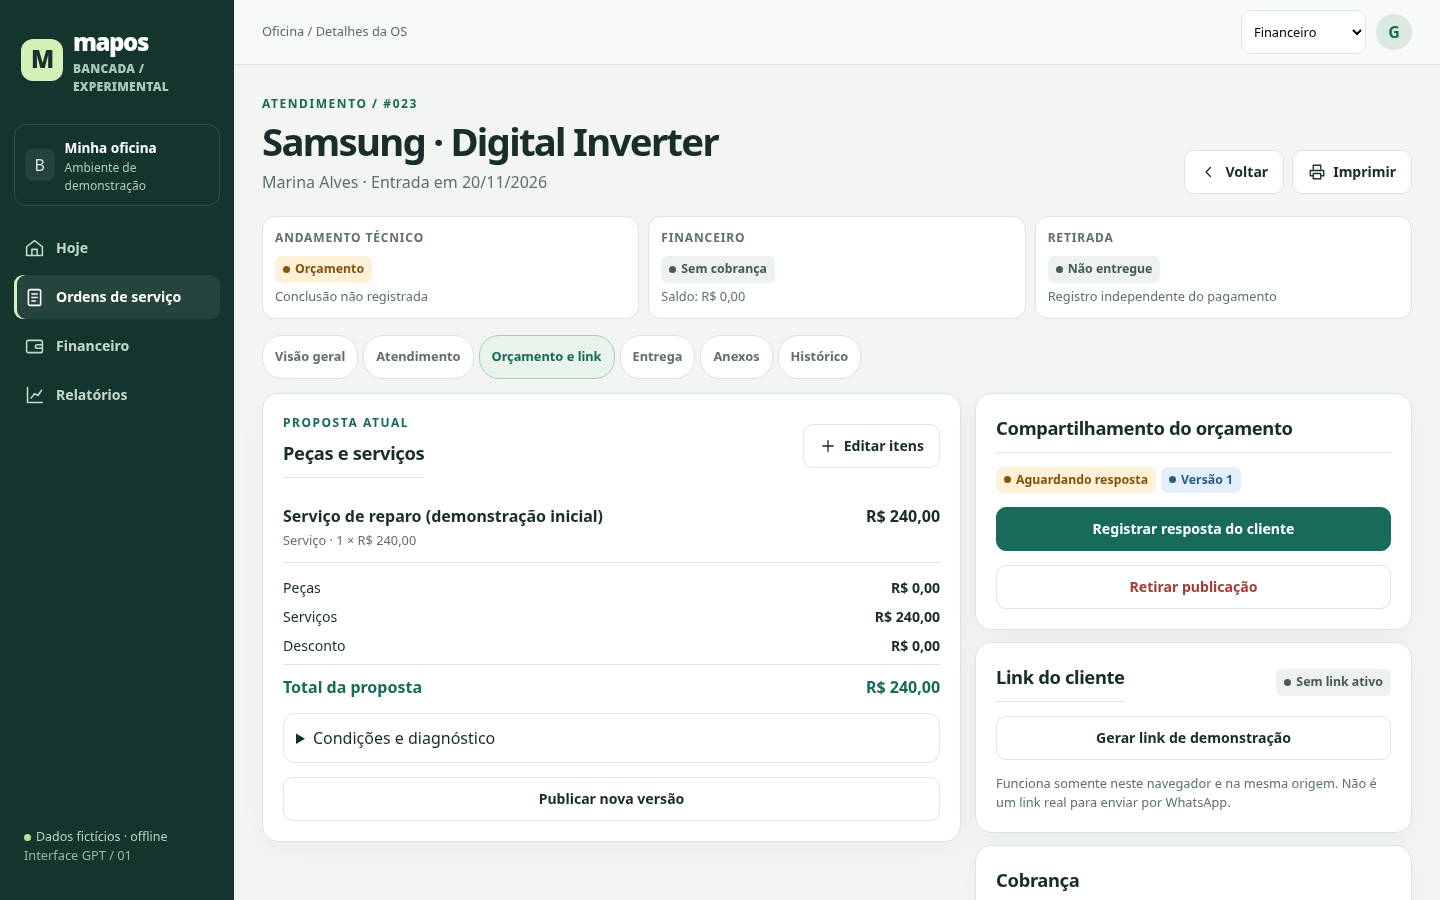 M
mapos
BANCADA /
EXPERIMENTAL
B
Minha oficina
Ambiente de
demonstração
Hoje
Ordens de serviço
Financeiro
Relatórios
Dados fictícios · offline
Interface GPT / 01
Oficina / Detalhes da OS
Financeiro
G
ATENDIMENTO / #023
Samsung · Digital Inverter
Marina Alves · Entrada em 20/11/2026
Voltar
Imprimir
ANDAMENTO TÉCNICO
Orçamento
Conclusão não registrada
FINANCEIRO
Sem cobrança
Saldo: R$ 0,00
RETIRADA
Não entregue
Registro independente do pagamento
Visão geral
Atendimento
Orçamento e link
Entrega
Anexos
Histórico
PROPOSTA ATUAL
Peças e serviços
Editar itens
Serviço de reparo (demonstração inicial) R$ 240,00
Serviço · 1 × R$ 240,00
Peças R$ 0,00
Serviços R$ 240,00
Desconto R$ 0,00
Total da proposta R$ 240,00
Condições e diagnóstico
Publicar nova versão
Compartilhamento do orçamento
Aguardando resposta
Versão 1
Registrar resposta do cliente
Retirar publicação
Link do cliente
Sem link ativo
Gerar link de demonstração
Funciona somente neste navegador e na mesma origem. Não é
um link real para enviar por WhatsApp.
Cobrança